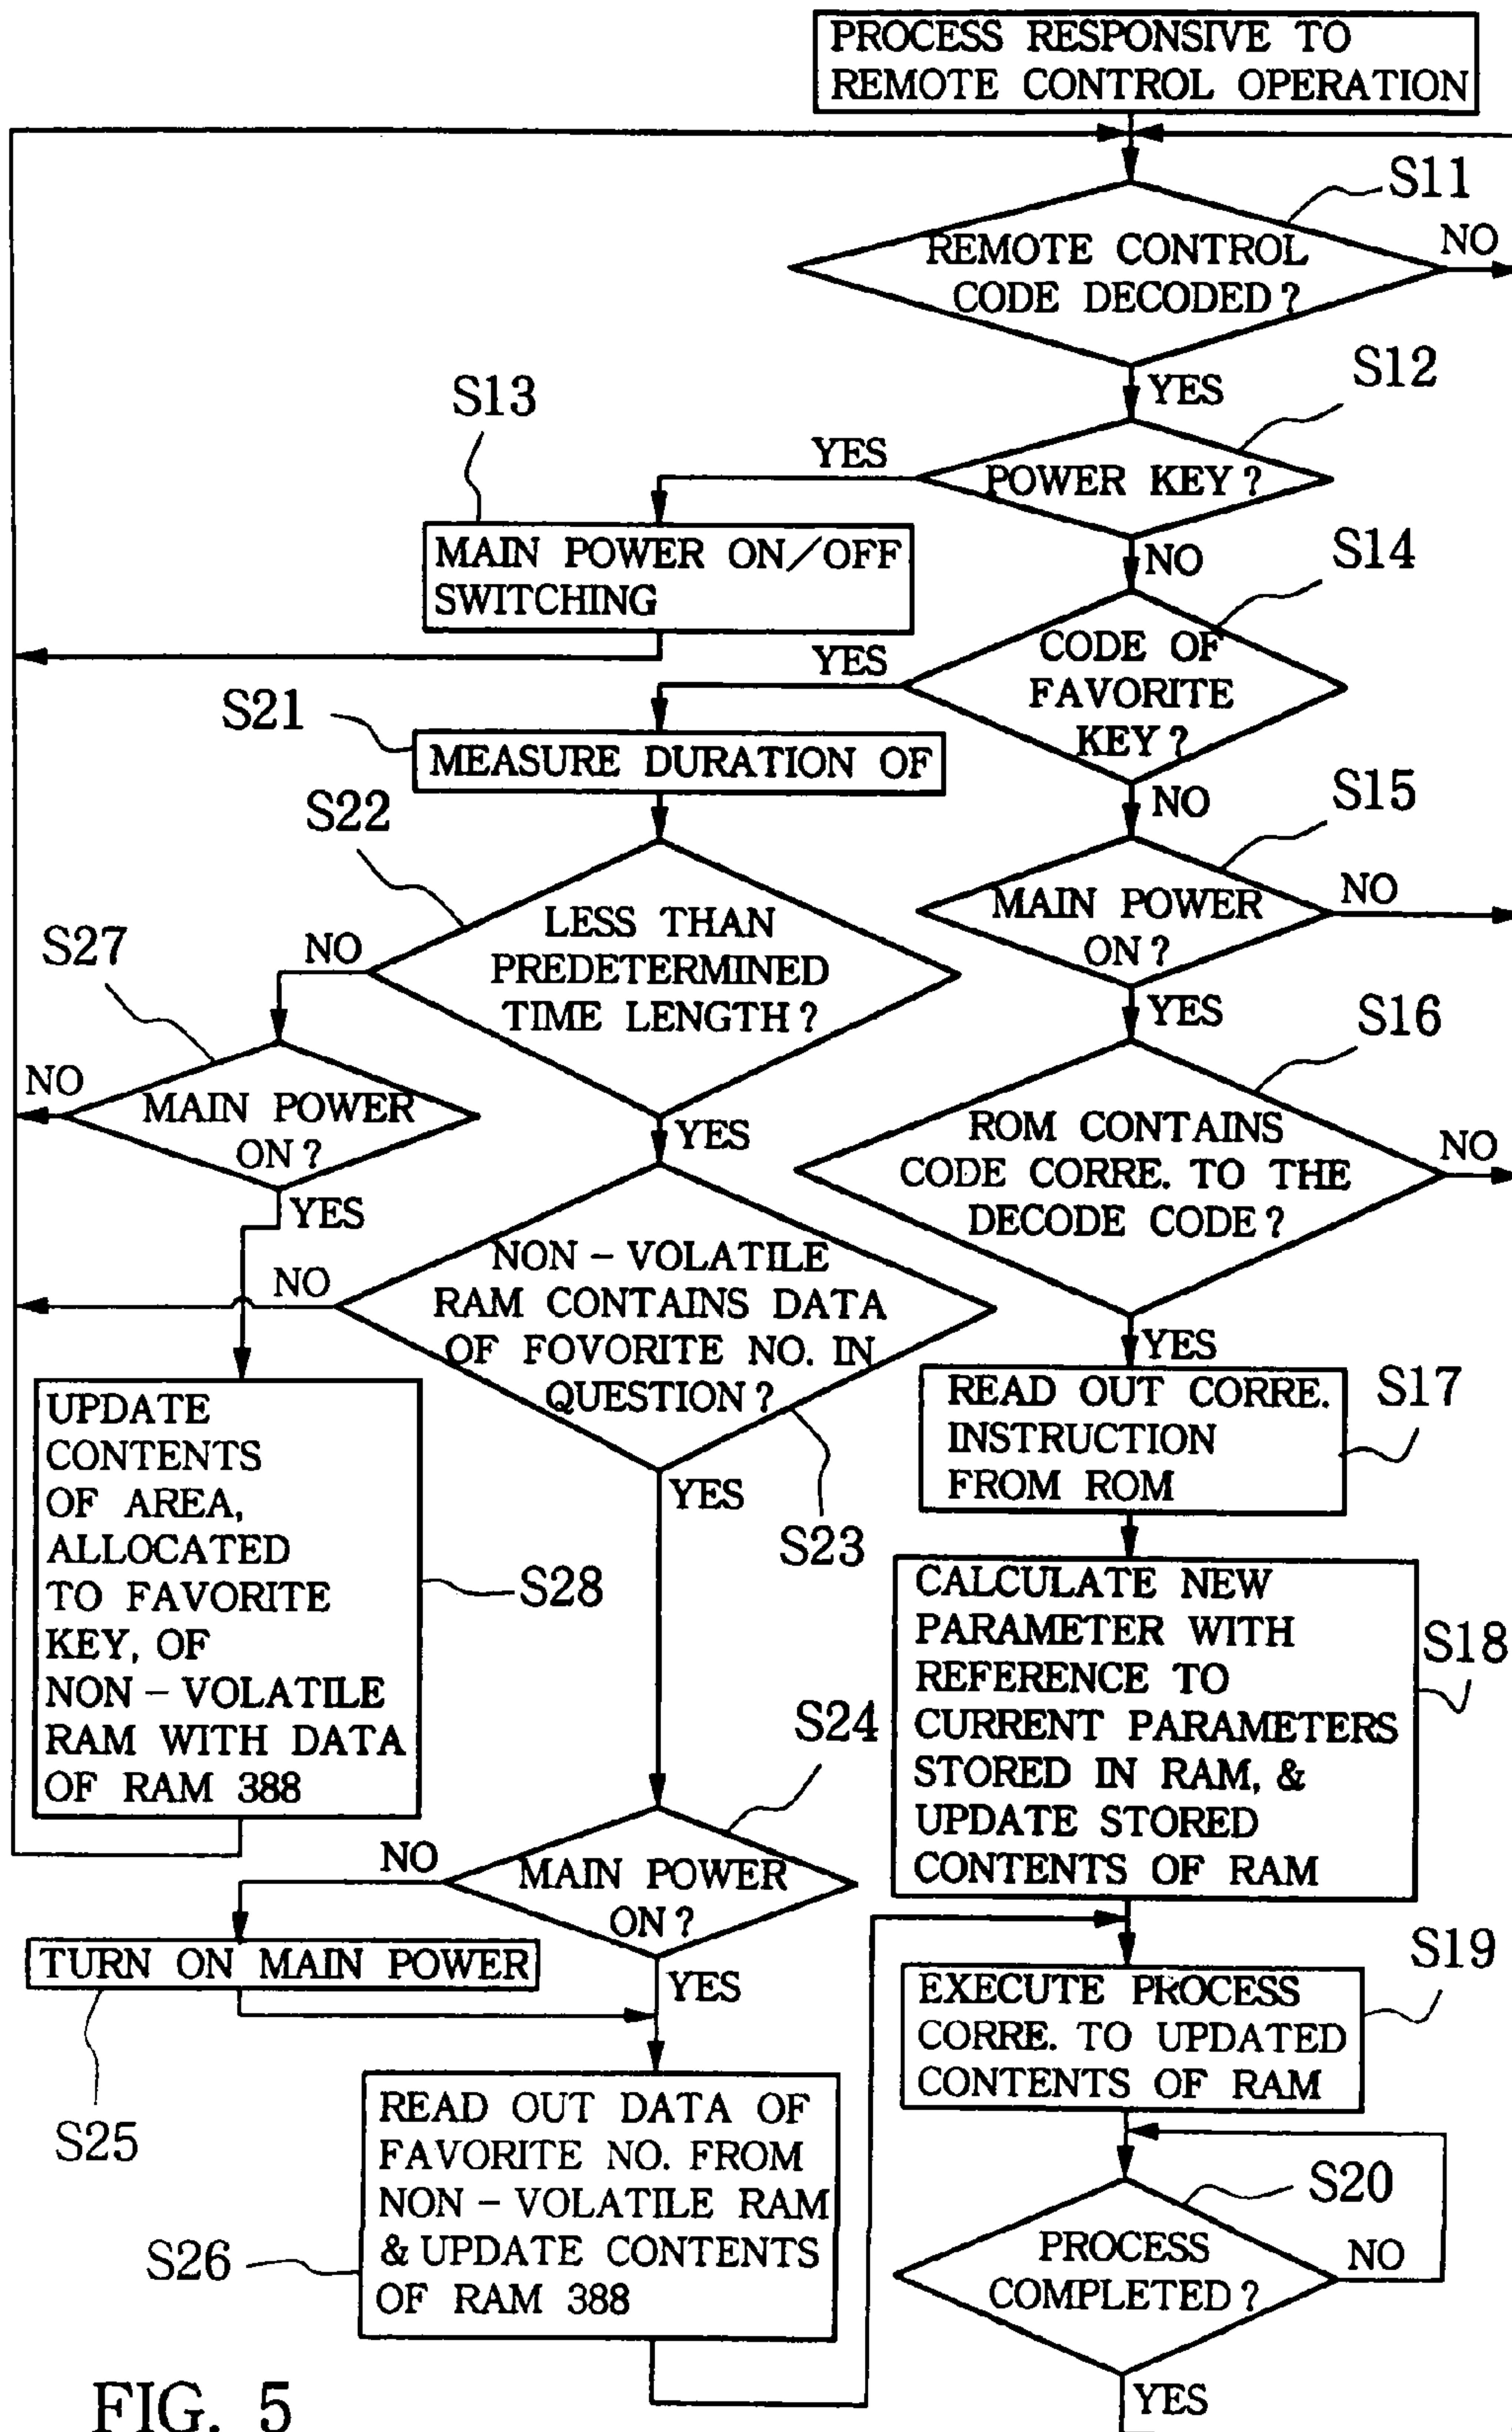 PROCESS RESPONSIVE TO
REMOTE CONTROL OPERATION
S11
REMOTE CONTROL
CODE DECODED?
NO
YES
S12
POWER KEY?
YES
NO
S13
MAIN POWER ON/OFF
SWITCHING
S14
CODE OF
FAVORITE
KEY?
YES
NO
S21
MEASURE DURATION OF
S15
MAIN POWER
ON?
NO
YES
S22
LESS THAN
PREDETERMINED
TIME LENGTH?
NO
YES
S27
MAIN POWER
ON?
NO
YES
S16
ROM CONTAINS
CODE CORRE. TO THE
DECODE CODE?
NO
YES
NON-VOLATILE
RAM CONTAINS DATA
OF FOVORITE NO. IN
QUESTION?
NO
YES
S23
S17
READ OUT CORRE.
INSTRUCTION
FROM ROM
UPDATE
CONTENTS
OF AREA,
ALLOCATED
TO FAVORITE
KEY, OF
NON-VOLATILE
RAM WITH DATA
OF RAM 388
S28
CALCULATE NEW
PARAMETER WITH
REFERENCE TO
CURRENT PARAMETERS
STORED IN RAM, &
UPDATE STORED
CONTENTS OF RAM
S18
S24
MAIN POWER
ON?
NO
YES
TURN ON MAIN POWER
S25
S19
EXECUTE PROCESS
CORRE. TO UPDATED
CONTENTS OF RAM
READ OUT DATA OF
FAVORITE NO. FROM
NON-VOLATILE RAM
& UPDATE CONTENTS
OF RAM 388
S26
S20
PROCESS
COMPLETED?
NO
YES
FIG. 5